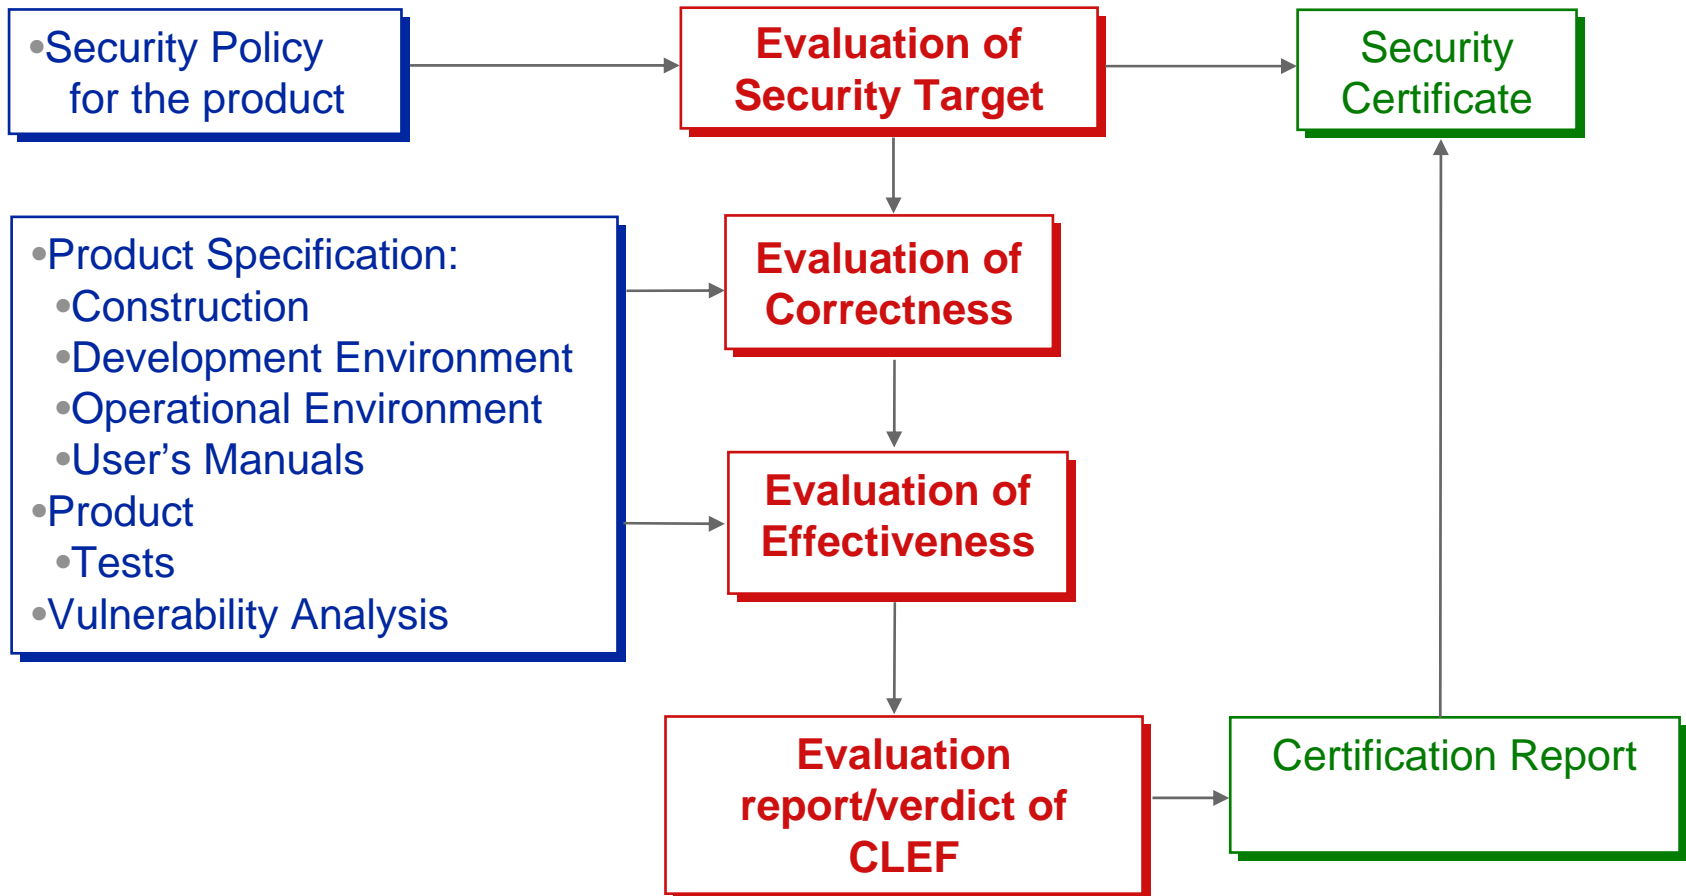 •Security Policy
for the product
Evaluation of
Security Target
Security
Certificate
•Product Specification:
•Construction
•Development Environment
•Operational Environment
•User’s Manuals
•Product
•Tests
•Vulnerability Analysis
Evaluation of
Correctness
Evaluation of
Effectiveness
Evaluation
report/verdict of
CLEF
Certification Report